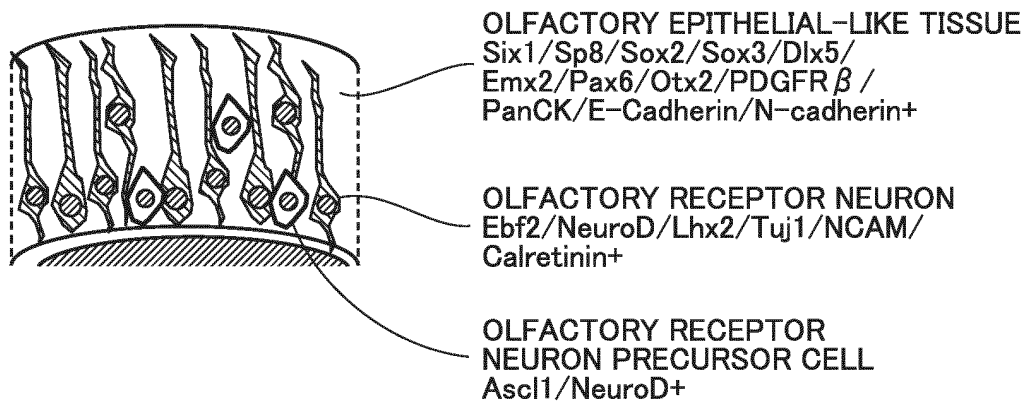 OLFACTORY EPITHELIAL-LIKE TISSUE
Six1/Sp8/Sox2/Sox3/Dlx5/
Emx2/Pax6/Otx2/PDGFRβ/
PanCK/E-Cadherin/N-cadherin+
OLFACTORY RECEPTOR NEURON
Ebf2/NeuroD/Lhx2/Tuj1/NCAM/
Calretinin+
OLFACTORY RECEPTOR
NEURON PRECURSOR CELL
Ascl1/NeuroD+